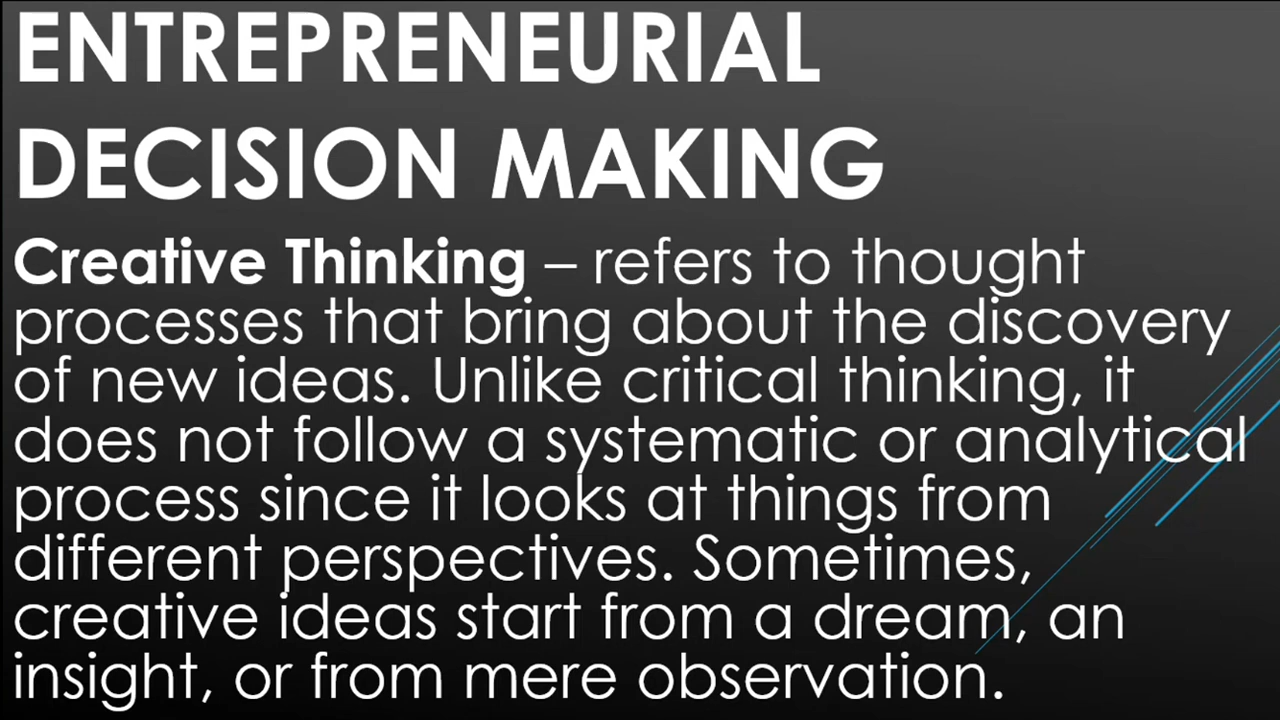 ENTREPRENEURIAL
DECISION MAKING
Creative Thinking – refers to thought
processes that bring about the discovery
of new ideas. Unlike critical thinking, it
does not follow a systematic or analytical
process since it looks at things from
different perspectives. Sometimes,
creative ideas start from a dream, an
insight, or from mere observation.